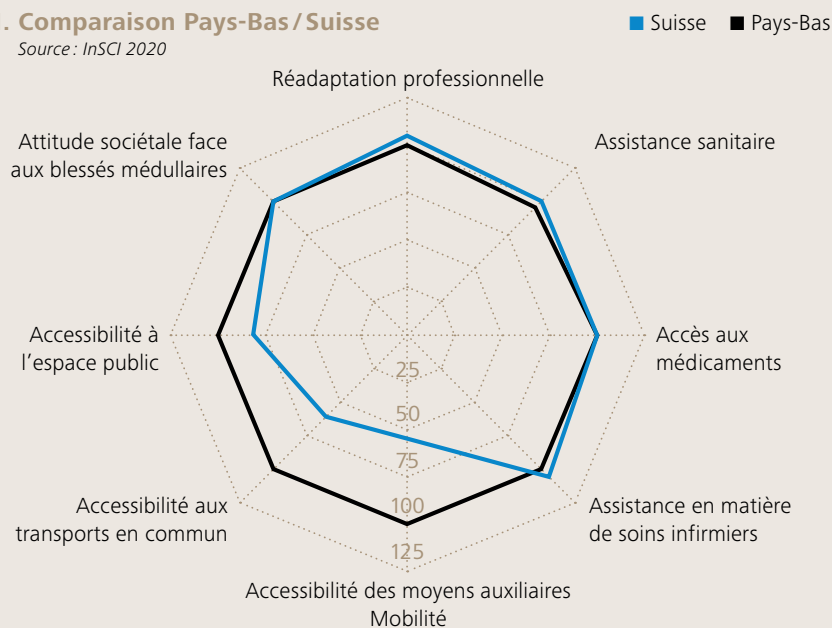 . Comparaison Pays-Bas / Suisse
Source : InSCI 2020
Suisse
Pays-Bas
Réadaptation professionnelle
Attitude sociétale face
aux blessés médullaires
Assistance sanitaire
Accessibilité à
l’espace public
Accès aux
médicaments
25
50
75
100
125
Accessibilité aux
transports en commun
Assistance en matière
de soins infirmiers
Accessibilité des moyens auxiliaires
Mobilité